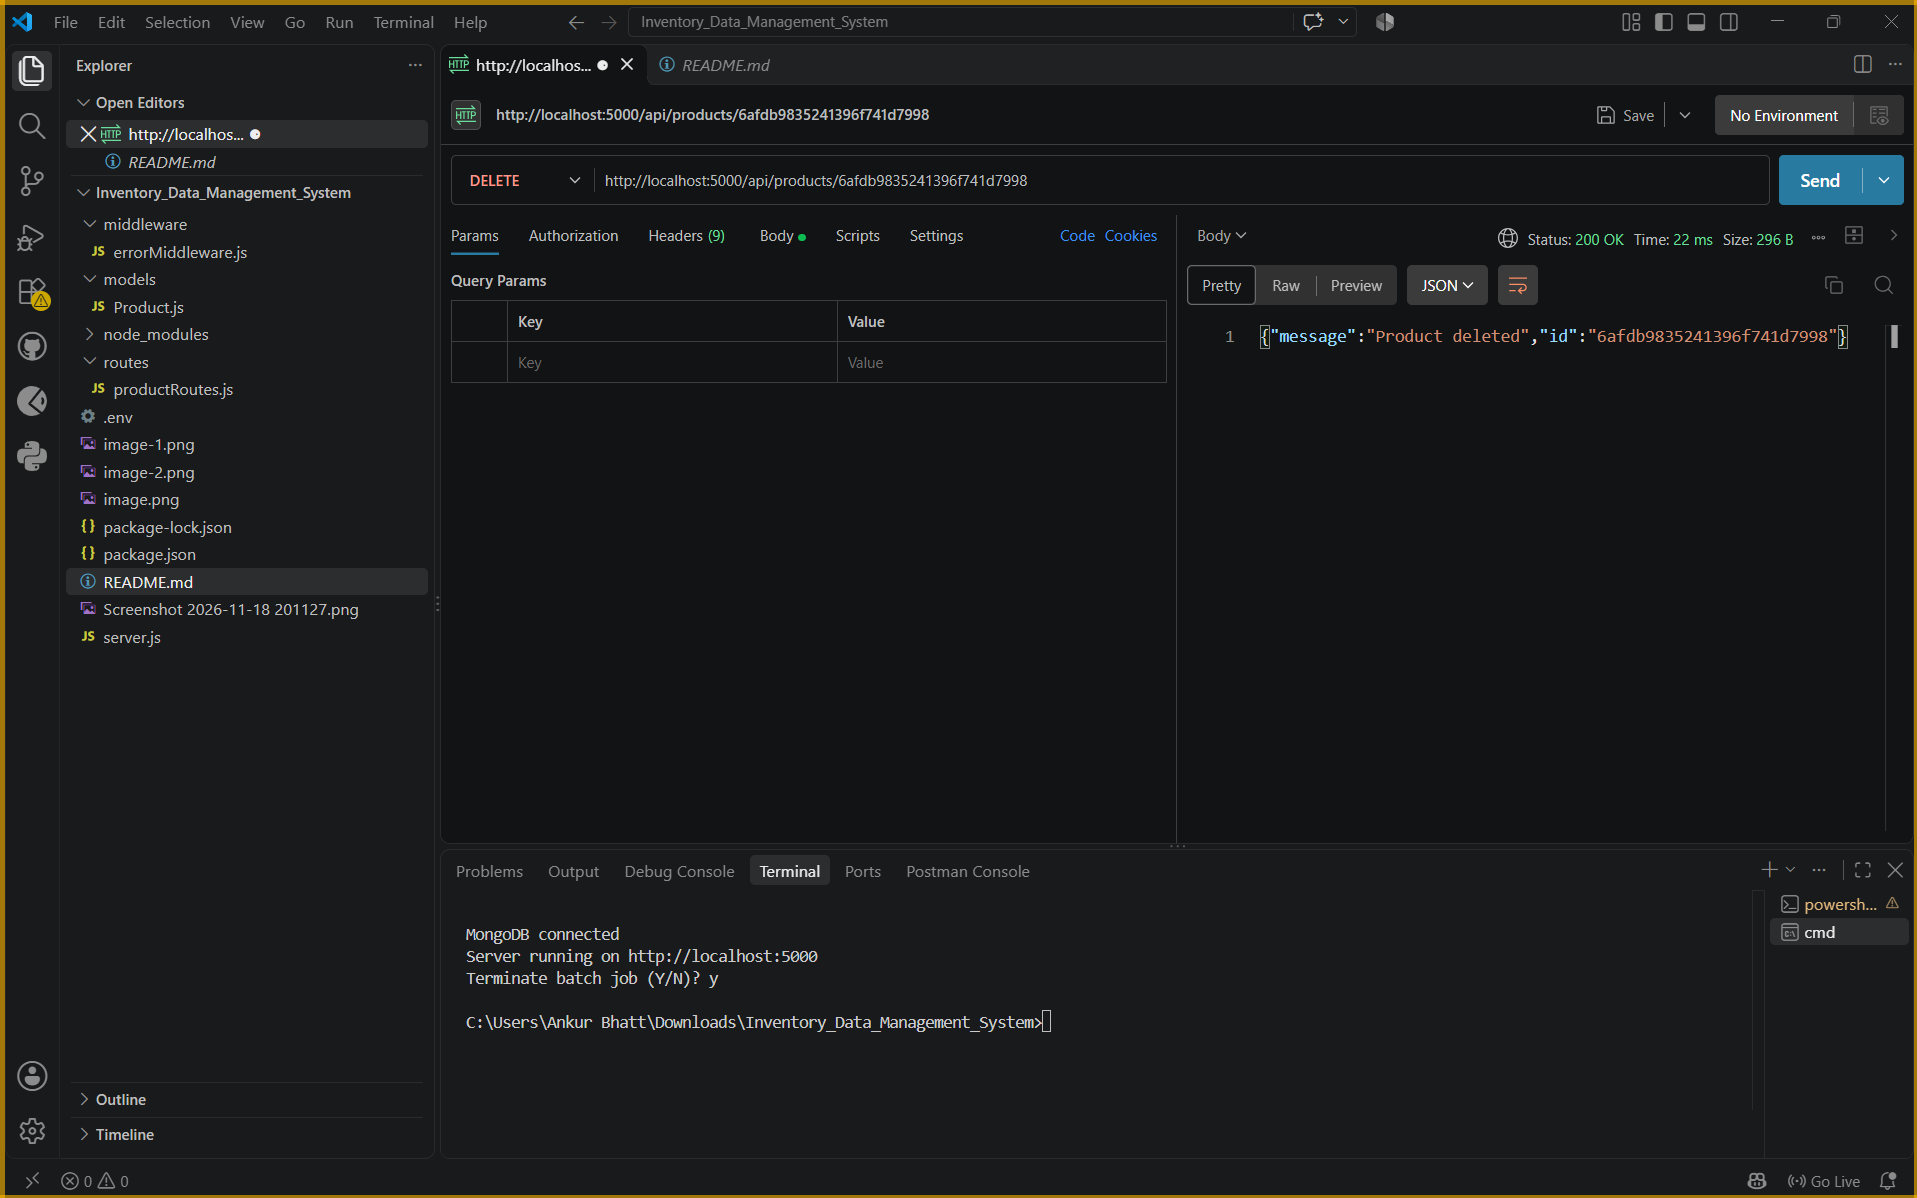 File Edit Selection View Go Run Terminal Help
Inventory_Data_Management_System
Explorer
Open Editors
http://localhos...
README.md
Inventory_Data_Management_System
middleware
JS errorMiddleware.js
models
JS Product.js
node_modules
routes
JS productRoutes.js
.env
image-1.png
image-2.png
image.png
{} package-lock.json
{} package.json
README.md
Screenshot 2026-11-18 201127.png
JS server.js
Outline
Timeline
HTTP http://localhos...
README.md
HTTP http://localhost:5000/api/products/6afdb9835241396f741d7998
Save
No Environment
DELETE http://localhost:5000/api/products/6afdb9835241396f741d7998
Send
Params Authorization Headers (9) Body Scripts Settings Code Cookies
Query Params
Key Value
Key Value
Body Status: 200 OK Time: 22 ms Size: 296 B
Pretty Raw Preview JSON
1 {"message":"Product deleted","id":"6afdb9835241396f741d7998"}
Problems Output Debug Console Terminal Ports Postman Console
MongoDB connected
Server running on http://localhost:5000
Terminate batch job (Y/N)? y
C:\Users\Ankur Bhatt\Downloads\Inventory_Data_Management_System>
powersh...
cmd
0 0
Go Live